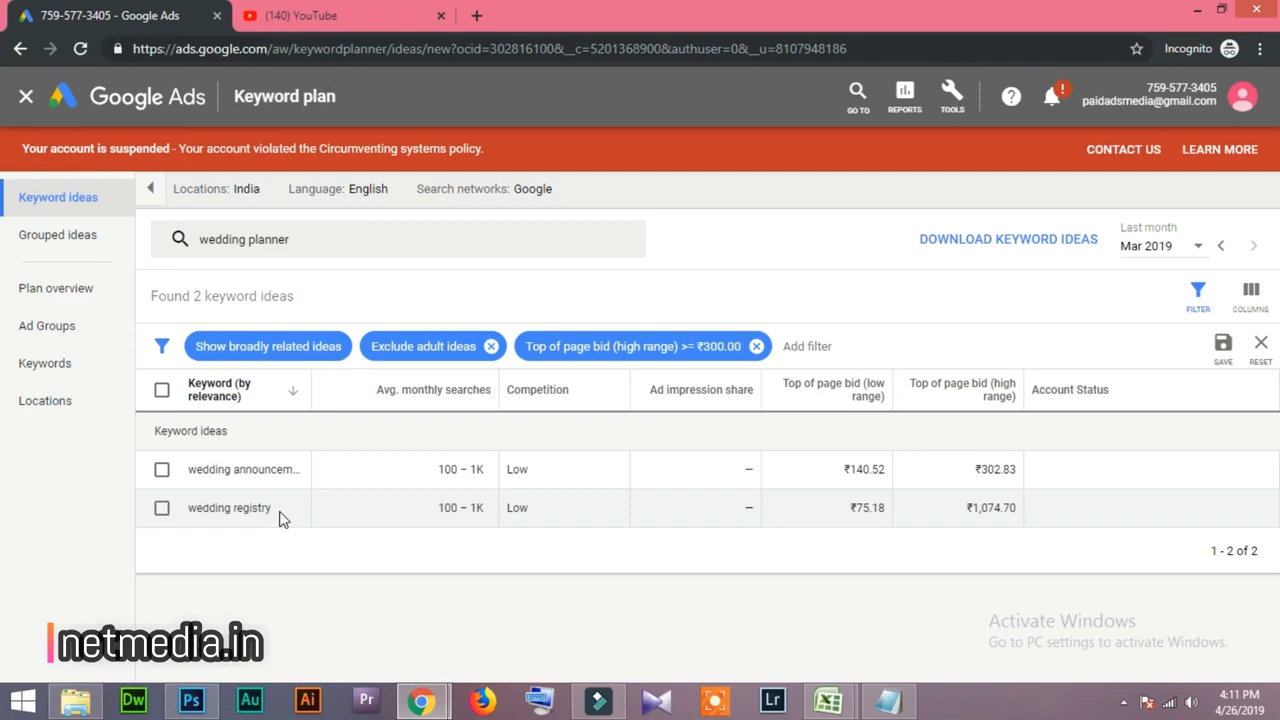 759-577-3405 - Google Ads
(140) YouTube
https://ads.google.com/aw/keywordplanner/ideas/new?ocid=302816100&__c=5201368900&authuser=0&__u=8107948186
Incognito
Google Ads
Keyword plan
GO TO
REPORTS
TOOLS
759-577-3405
paidadsmedia@gmail.com
Your account is suspended - Your account violated the Circumventing systems policy.
CONTACT US
LEARN MORE
Keyword ideas
Grouped ideas
Plan overview
Ad Groups
Keywords
Locations
Locations: India
Language: English
Search networks: Google
wedding planner
DOWNLOAD KEYWORD IDEAS
Last month
Mar 2019
Found 2 keyword ideas
FILTER
COLUMNS
Show broadly related ideas
Exclude adult ideas
Top of page bid (high range) >= ₹300.00
Add filter
SAVE
RESET
Keyword (by
relevance)
Avg. monthly searches
Competition
Ad impression share
Top of page bid (low
range)
Top of page bid (high
range)
Account Status
Keyword ideas
wedding announcem... 100 – 1K Low – ₹140.52 ₹302.83
wedding registry 100 – 1K Low – ₹75.18 ₹1,074.70
1 - 2 of 2
Activate Windows
Go to PC settings to activate Windows.
netmedia.in
Dw
Ps
Au
Ai
Pr
Lr
4:11 PM
4/26/2019